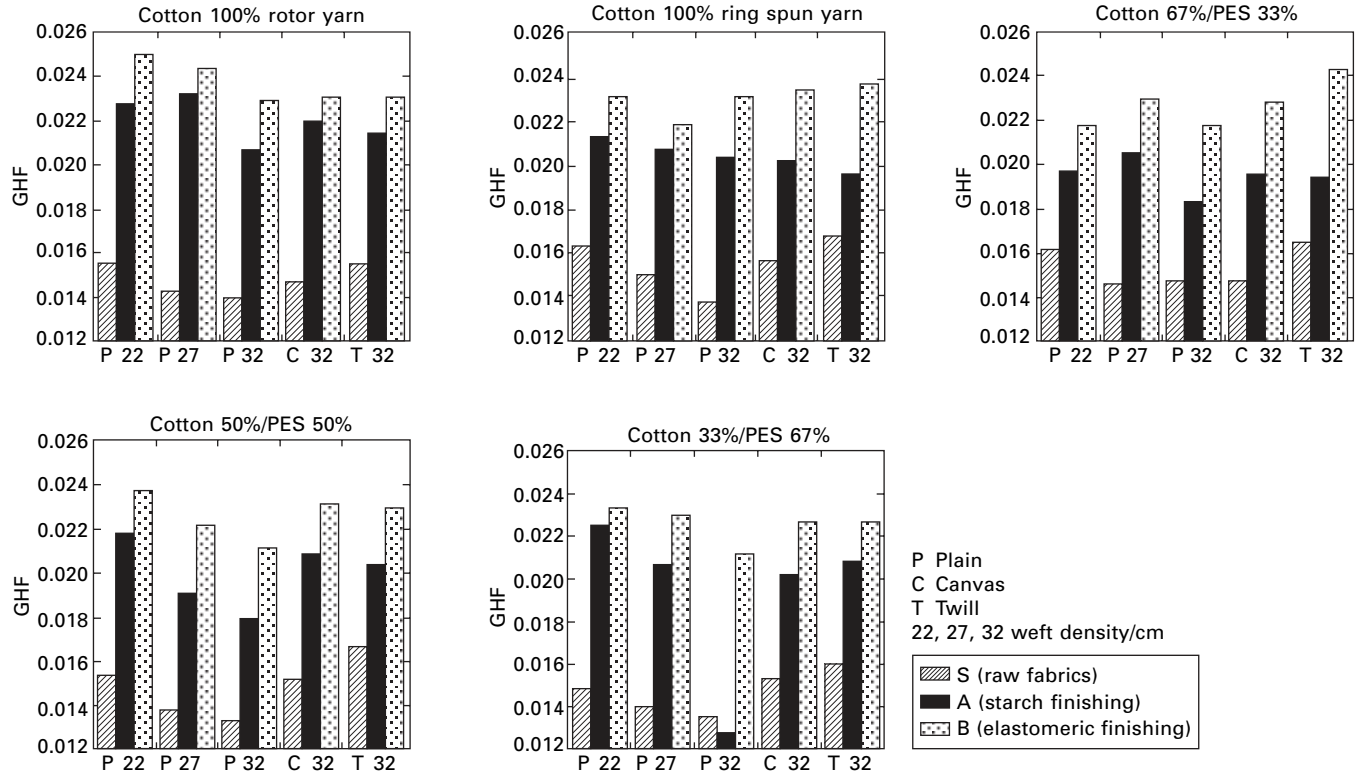 Cotton 100% rotor yarn
0.026
0.024
0.022
0.020
0.018
0.016
0.014
0.012
GHF
P 22 P 27 P 32 C 32 T 32
Cotton 100% ring spun yarn
0.026
0.024
0.022
0.020
0.018
0.016
0.014
0.012
GHF
P 22 P 27 P 32 C 32 T 32
Cotton 67%/PES 33%
0.026
0.024
0.022
0.020
0.018
0.016
0.014
0.012
GHF
P 22 P 27 P 32 C 32 T 32
Cotton 50%/PES 50%
0.026
0.024
0.022
0.020
0.018
0.016
0.014
0.012
GHF
P 22 P 27 P 32 C 32 T 32
Cotton 33%/PES 67%
0.026
0.024
0.022
0.020
0.018
0.016
0.014
0.012
GHF
P 22 P 27 P 32 C 32 T 32
P Plain
C Canvas
T Twill
22, 27, 32 weft density/cm
S (raw fabrics)
A (starch finishing)
B (elastomeric finishing)